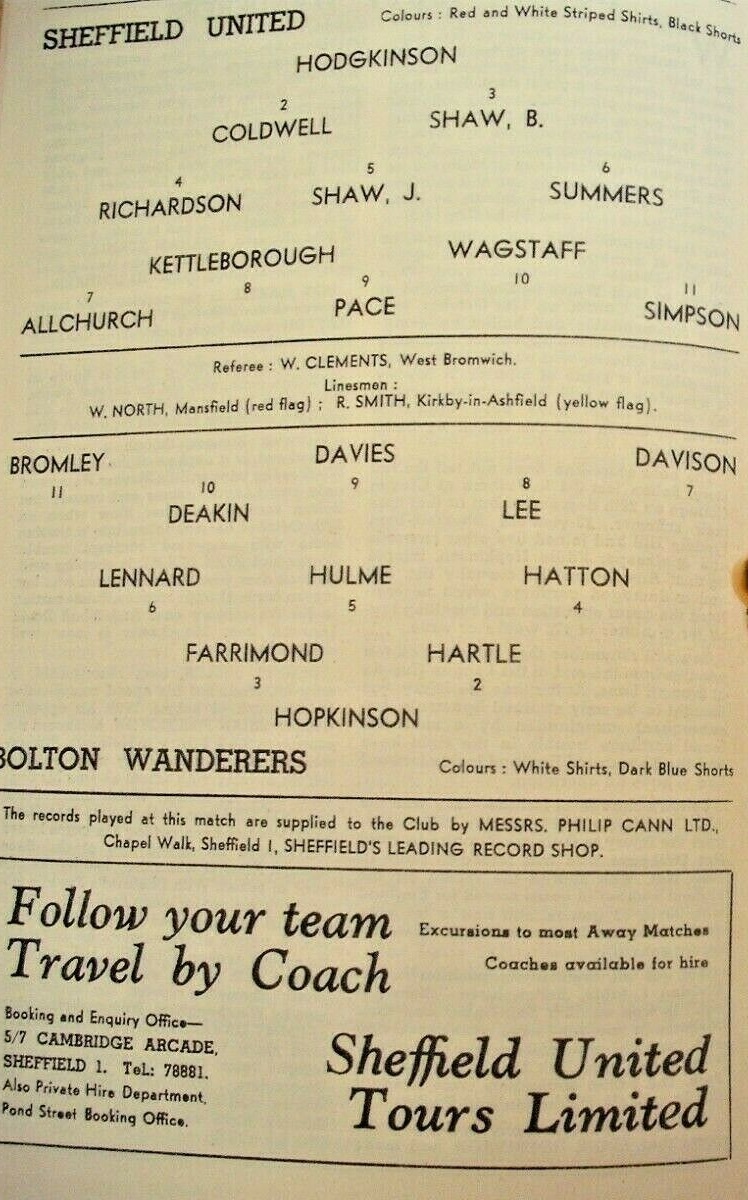 SHEFFIELD UNITED Colours : Red and White Striped Shirts, Black Shorts
HODGKINSON
2 3
COLDWELL SHAW, B.
4 5 6
RICHARDSON SHAW, J. SUMMERS
KETTLEBOROUGH WAGSTAFF
8 10
7 9 11
ALLCHURCH PACE SIMPSON
Referee : W. CLEMENTS, West Bromwich.
Linesmen :
W. NORTH, Mansfield (red flag) ; R. SMITH, Kirkby-in-Ashfield (yellow flag).
BROMLEY DAVIES DAVISON
11 10 9 8 7
DEAKIN LEE
LENNARD HULME HATTON
6 5 4
FARRIMOND HARTLE
3 2
HOPKINSON
BOLTON WANDERERS Colours : White Shirts, Dark Blue Shorts
The records played at this match are supplied to the Club by MESSRS. PHILIP CANN LTD.,
Chapel Walk, Sheffield 1, SHEFFIELD'S LEADING RECORD SHOP.
Follow your team
Travel by Coach
Excursions to most Away Matches
Coaches available for hire
Booking and Enquiry Office—
5/7 CAMBRIDGE ARCADE,
SHEFFIELD 1. TeL: 78881.
Also Private Hire Department,
Pond Street Booking Office.
Sheffield United
Tours Limited